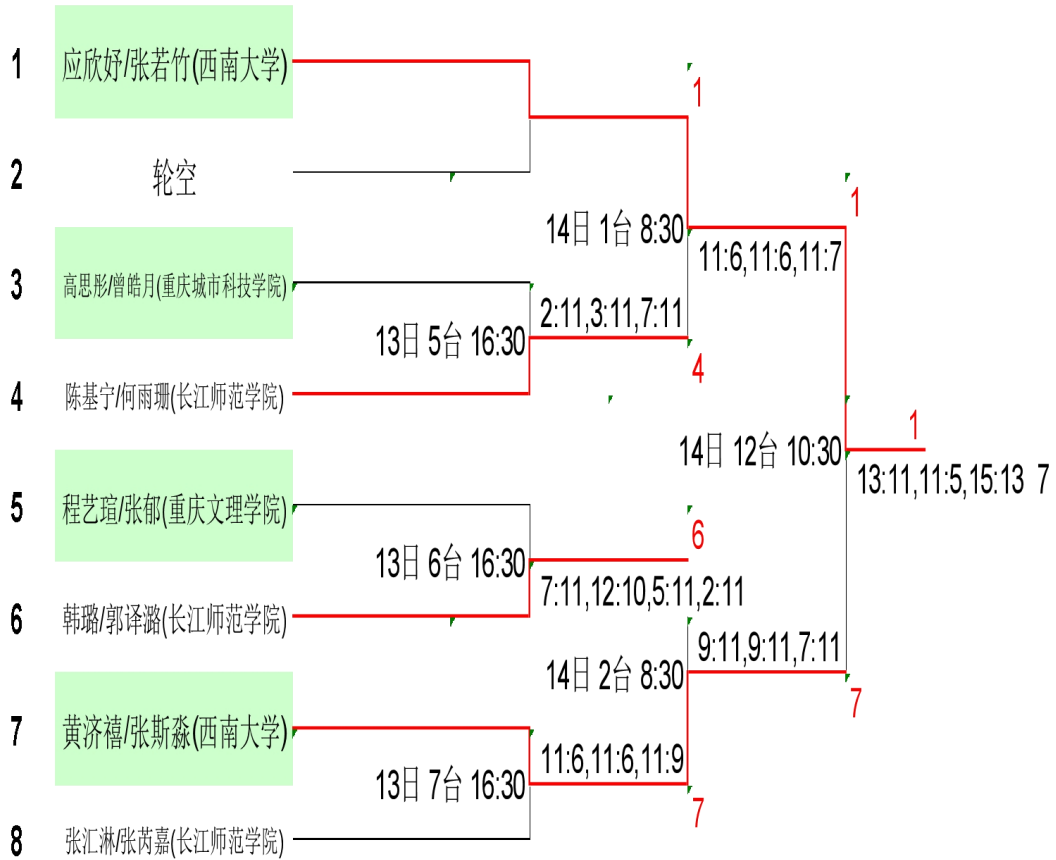 1 应欣妤/张若竹(西南大学)
1
2 轮空
1
14日 1台 8:30
11:6,11:6,11:7
3 高思彤/曾皓月(重庆城市科技学院)
2:11,3:11,7:11
13日 5台 16:30
4
4 陈基宁/何雨珊(长江师范学院)
1
14日 12台 10:30
13:11,11:5,15:13 7
5 程艺瑄/张郁(重庆文理学院)
6
13日 6台 16:30
7:11,12:10,5:11,2:11
6 韩璐/郭译潞(长江师范学院)
9:11,9:11,7:11
14日 2台 8:30
7
7 黄济禧/张斯淼(西南大学)
11:6,11:6,11:9
13日 7台 16:30
7
8 张汇淋/张芮嘉(长江师范学院)